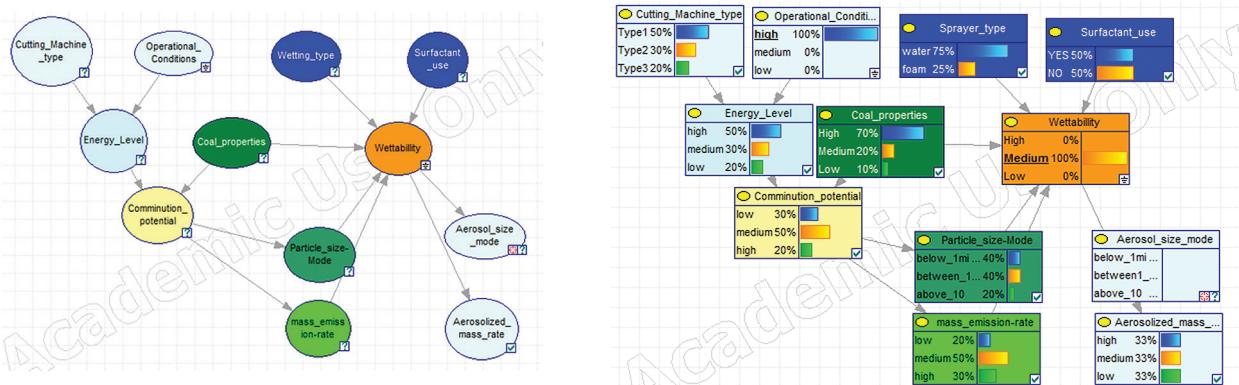 Cutting_Machine
_type
Operational_
Conditions
Wetting_type
Surfactant
_use
Energy_Level
Coal_properties
Wettability
Comminution_
potential
Particle_size-
Mode
Aerosol_size
_mode
mass_emiss
ion-rate
Aerosolized_
mass_rate
Academic Us
Only
Cutting_Machine_type
Type1 50%
Type2 30%
Type3 20%
Operational_Conditi...
high 100%
medium 0%
low 0%
Sprayer_type
water 75%
foam 25%
Surfactant_use
YES 50%
NO 50%
Energy_Level
high 50%
medium 30%
low 20%
Coal_properties
High 70%
Medium 20%
Low 10%
Wettability
High 0%
Medium 100%
Low 0%
Comminution_potential
low 30%
medium 50%
high 20%
Particle_size-Mode
below_1mi ... 40%
between_1... 40%
above_10 20%
Aerosol_size_mode
below_1mi ...
between1_...
above_10 ...
mass_emission-rate
low 20%
medium 50%
high 30%
Aerosolized_mass_...
high 33%
medium 33%
low 33%
Academic U
Only